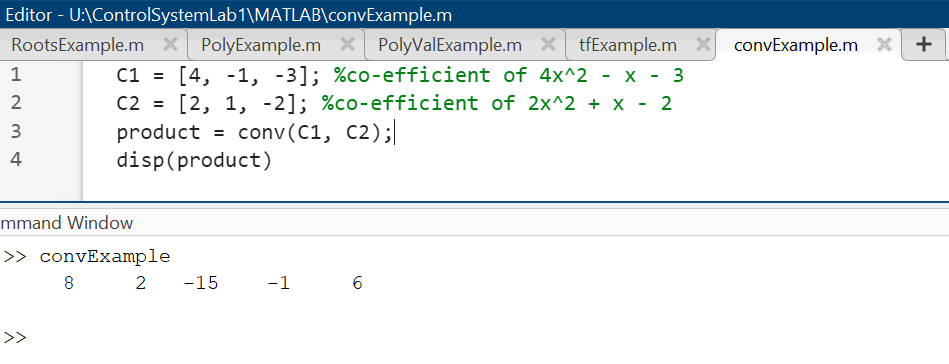 Editor - U:\ControlSystemLab1\MATLAB\convExample.m
RootsExample.m PolyExample.m PolyValExample.m tfExample.m convExample.m +
1 C1 = [4, -1, -3]; %co-efficient of 4x^2 - x - 3
2 C2 = [2, 1, -2]; %co-efficient of 2x^2 + x - 2
3 product = conv(C1, C2);
4 disp(product)
mmand Window
>> convExample
8 2 -15 -1 6
>>